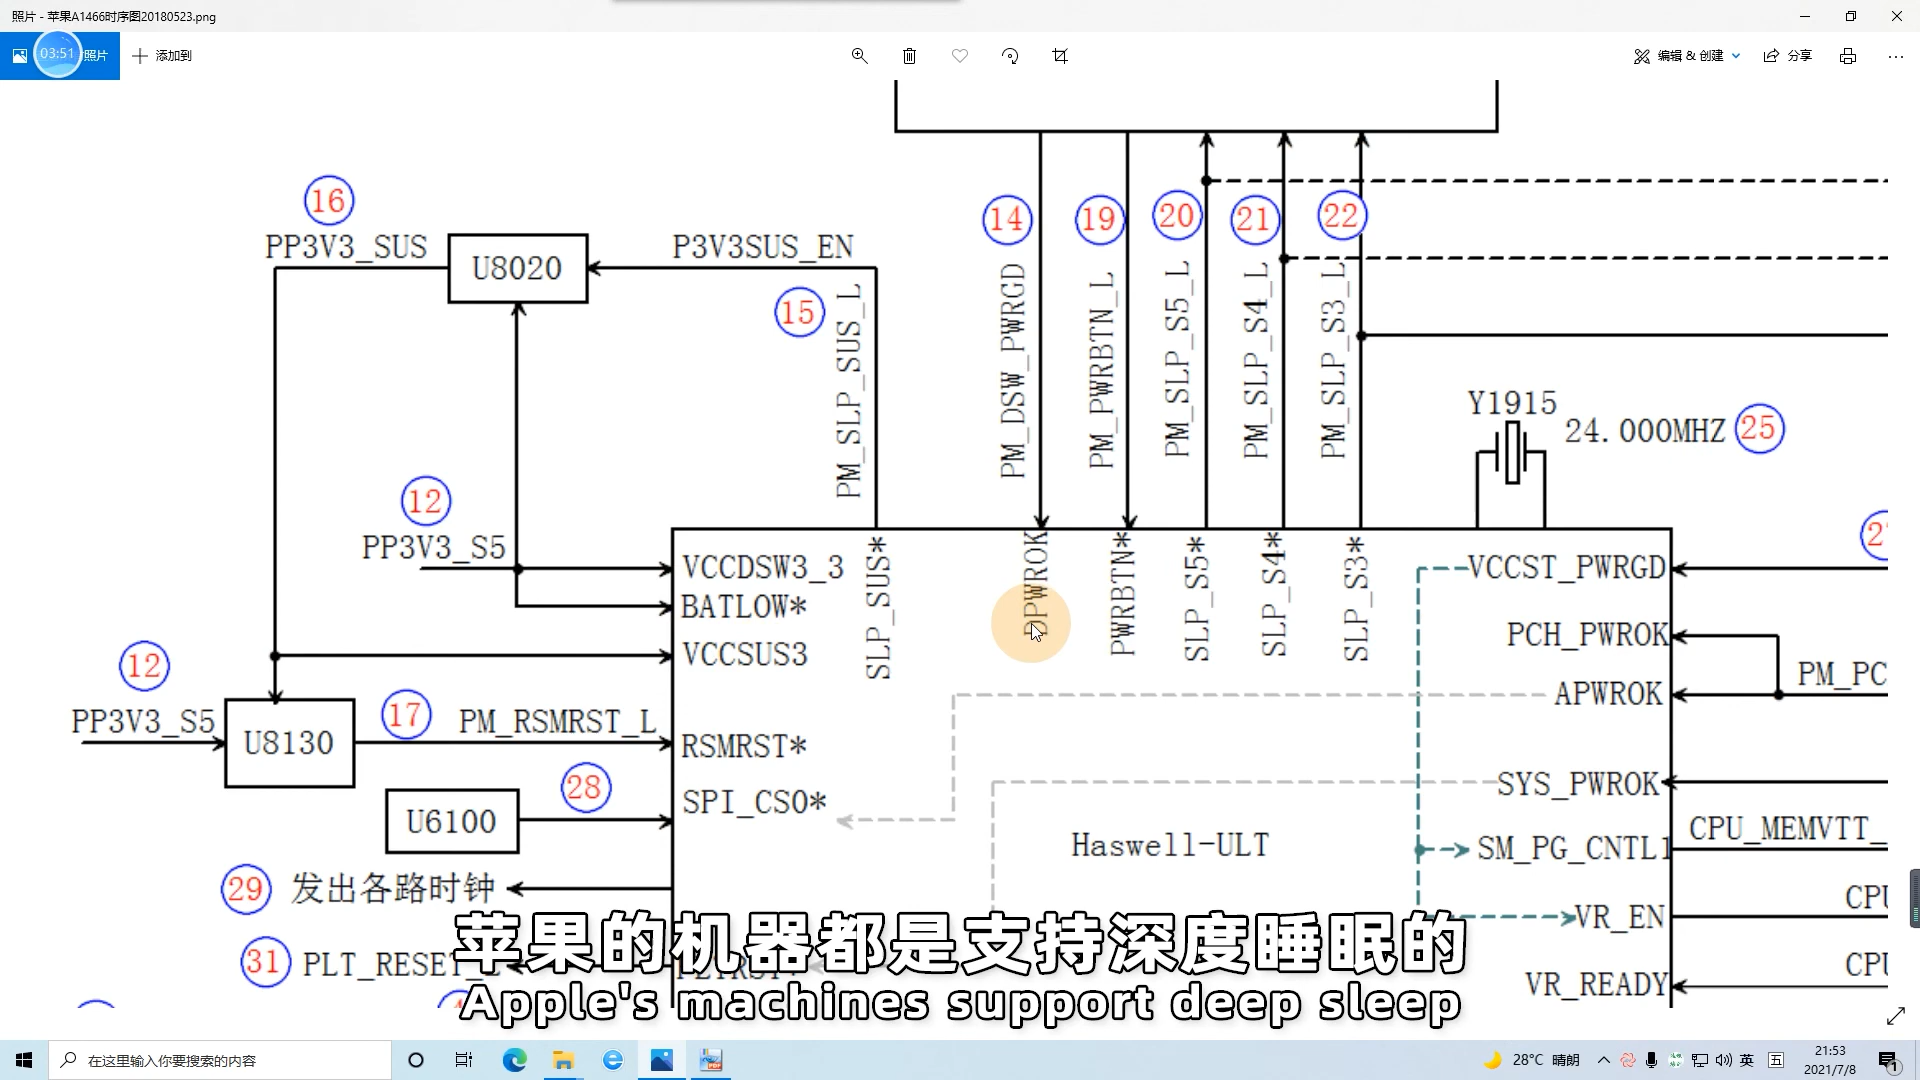 照片 - 苹果A1466时序图20180523.png
03:51
照片
添加到
编辑 & 创建
分享
16
PP3V3_SUS
U8020
P3V3SUS_EN
15
PM_SLP_SUS_L
14
PM_DSW_PWRGD
19
PM_PWRBTN_L
20
PM_SLP_S5_L
21
PM_SLP_S4_L
22
PM_SLP_S3_L
Y1915
24.000MHZ
25
12
PP3V3_S5
VCCDSW3_3
BATLOW*
VCCSUS3
SLP_SUS*
DPWROK
PWRBTN*
SLP_S5*
SLP_S4*
SLP_S3*
VCCST_PWRGD
PCH_PWROK
PM_PC
APWROK
12
PP3V3_S5
U8130
17
PM_RSMRST_L
RSMRST*
U6100
28
SPI_CS0*
SYS_PWROK
Haswell-ULT
SM_PG_CNTL1
CPU_MEMVTT_
29
发出各路时钟
VR_EN
CPU
31
PLT_RESET_L
VR_READY
CPU
苹果的机器都是支持深度睡眠的
Apple's machines support deep sleep
在这里输入你要搜索的内容
28°C 晴朗
英
五
21:53
2021/7/8
1